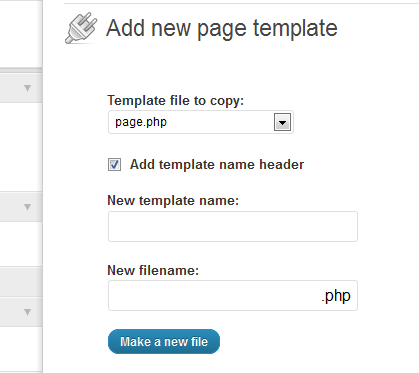 Add new page template
Template file to copy:
page.php
Add template name header
New template name:
New filename:
.php
Make a new file